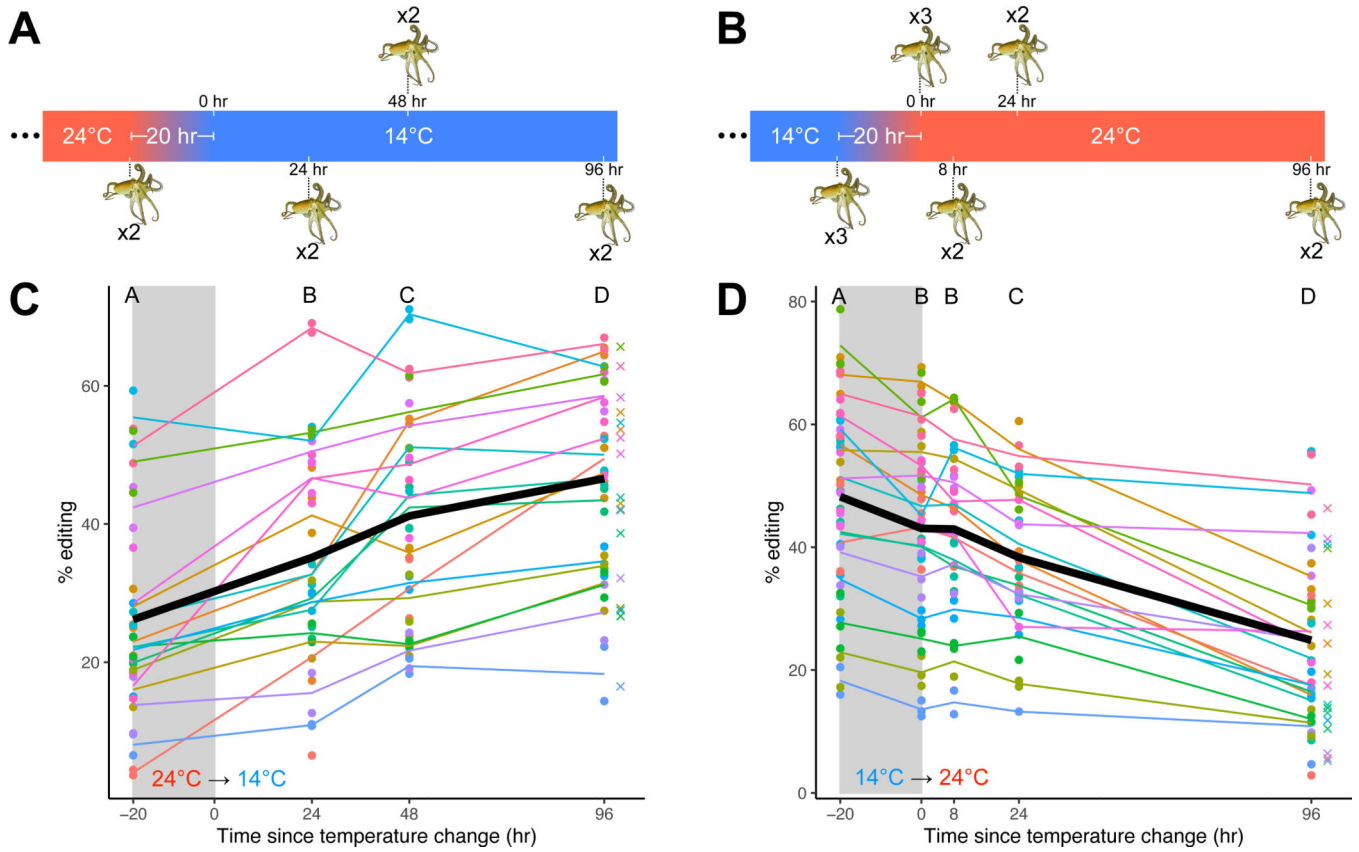 A
x2
0 hr
48 hr
24°C
20 hr
14°C
24 hr
96 hr
x2
x2
x2
B
x3
x2
0 hr
24 hr
14°C
20 hr
24°C
8 hr
96 hr
x3
x2
x2
C
A
B
C
D
% editing
60
40
20
24°C → 14°C
−20
0
24
48
96
Time since temperature change (hr)
D
A
B
B
C
D
% editing
80
60
40
20
0
14°C → 24°C
−20
0
8
24
96
Time since temperature change (hr)